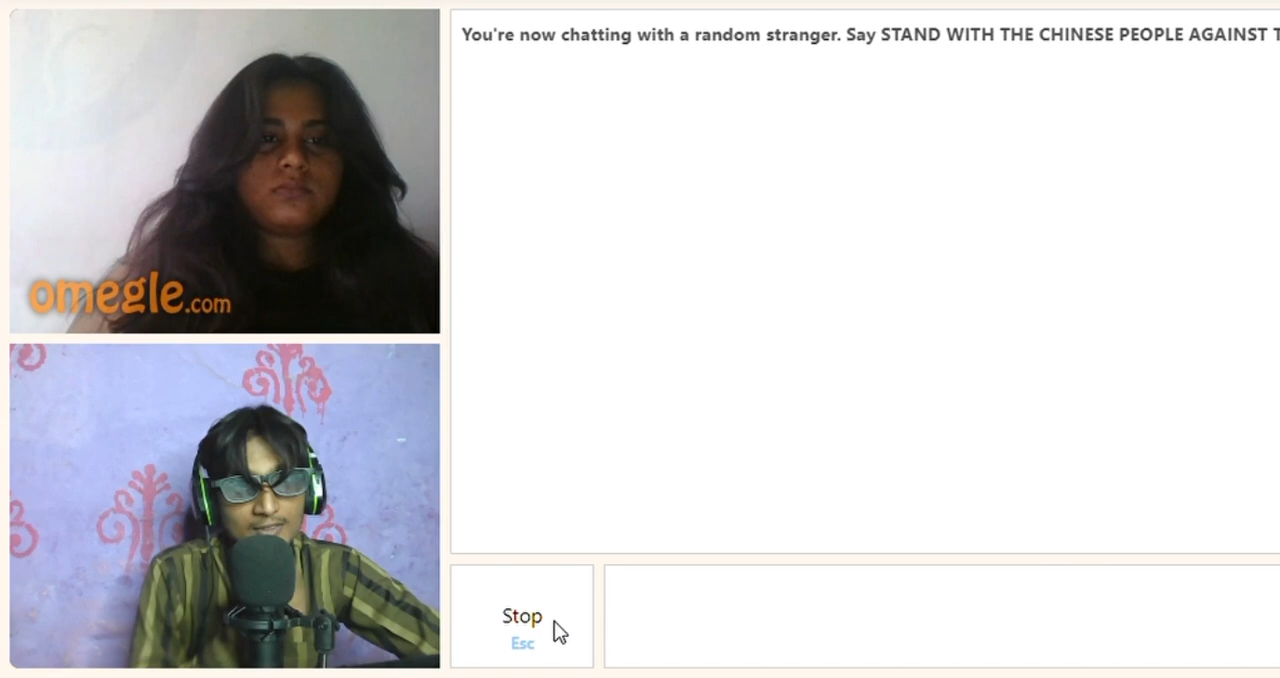 You're now chatting with a random stranger. Say STAND WITH THE CHINESE PEOPLE AGAINST
omegle.com
Stop
Esc